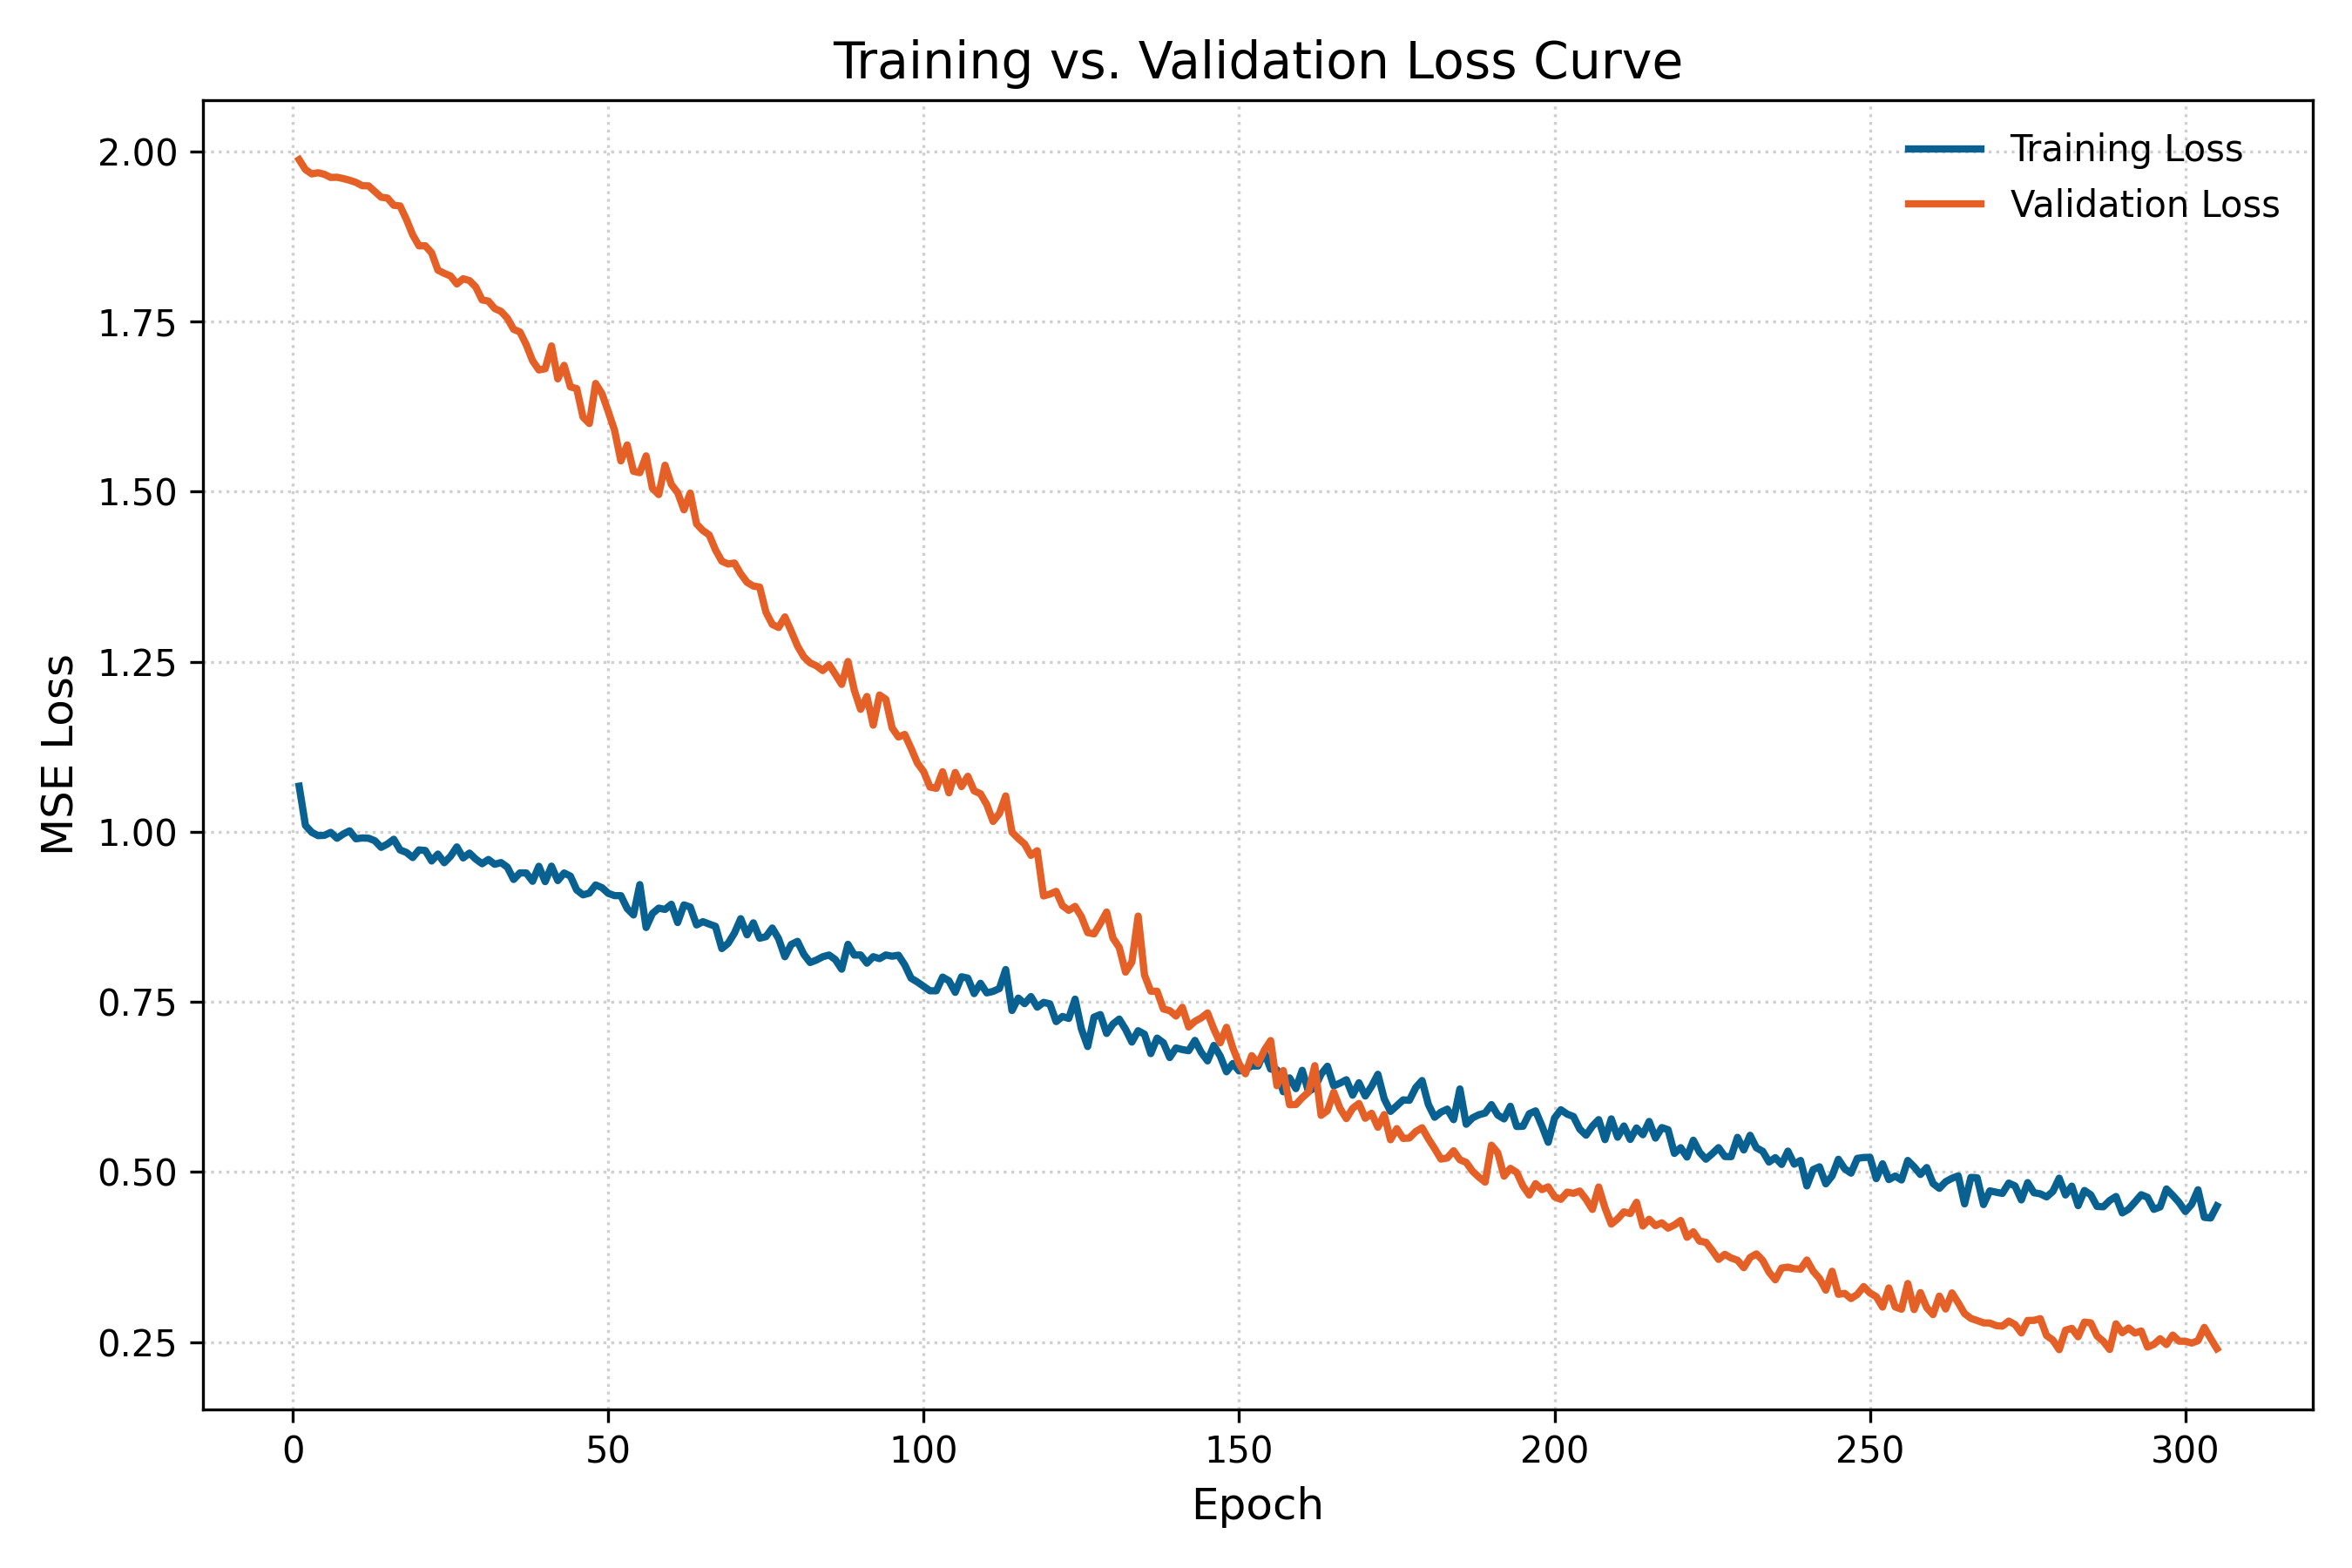 Training vs. Validation Loss Curve
Training Loss
Validation Loss
2.00
1.75
1.50
1.25
1.00
0.75
0.50
0.25
MSE Loss
0 50 100 150 200 250 300
Epoch